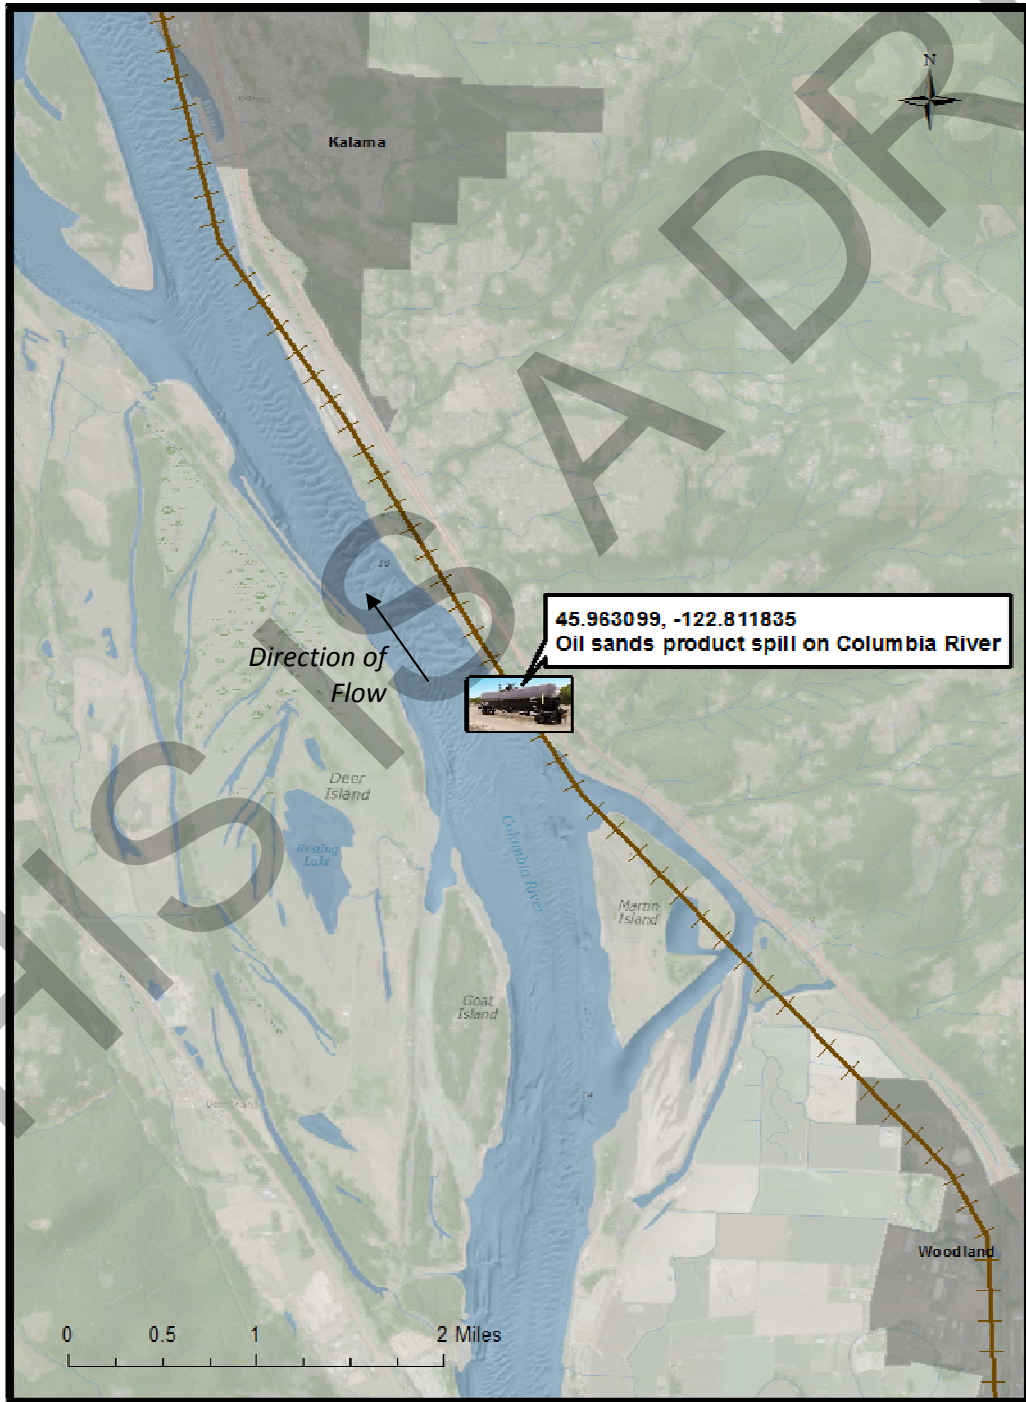 N
Kalama
45.963099, -122.811835
Oil sands product spill on Columbia River
Direction of
Flow
Deer
Island
Columbia River
Martin
Island
Goat
Island
Woodland
0 0.5 1 2 Miles
THIS IS A DR